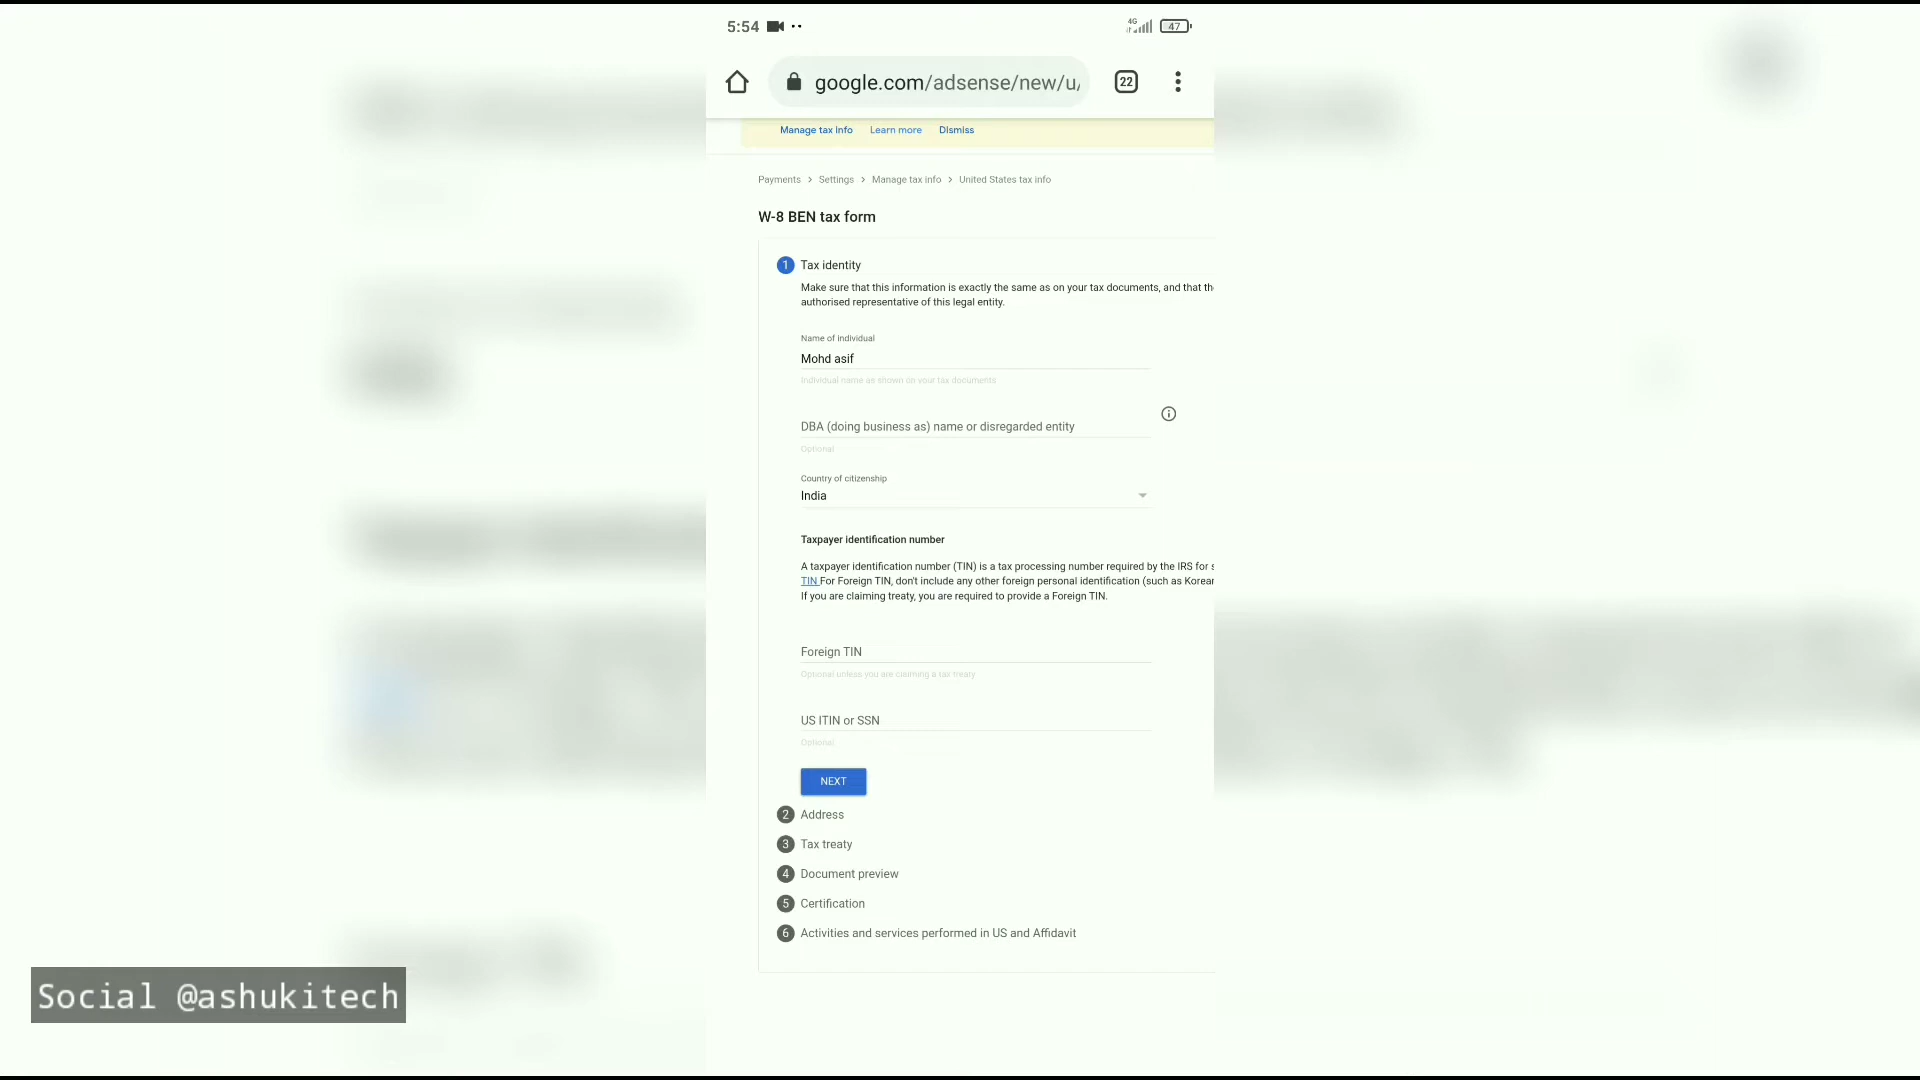 5:54
4G
47
google.com/adsense/new/u/
22
Manage tax info Learn more Dismiss
Payments > Settings > Manage tax info > United States tax info
W-8 BEN tax form
1 Tax identity
Make sure that this information is exactly the same as on your tax documents, and that the
authorised representative of this legal entity.
Name of individual
Mohd asif
Individual name as shown on your tax documents
DBA (doing business as) name or disregarded entity
Optional
Country of citizenship
India
Taxpayer identification number
A taxpayer identification number (TIN) is a tax processing number required by the IRS for
TIN For Foreign TIN, don't include any other foreign personal identification (such as Korean
If you are claiming treaty, you are required to provide a Foreign TIN.
Foreign TIN
Optional unless you are claiming a tax treaty
US ITIN or SSN
Optional
NEXT
2 Address
3 Tax treaty
4 Document preview
5 Certification
6 Activities and services performed in US and Affidavit
Social @ashukitech